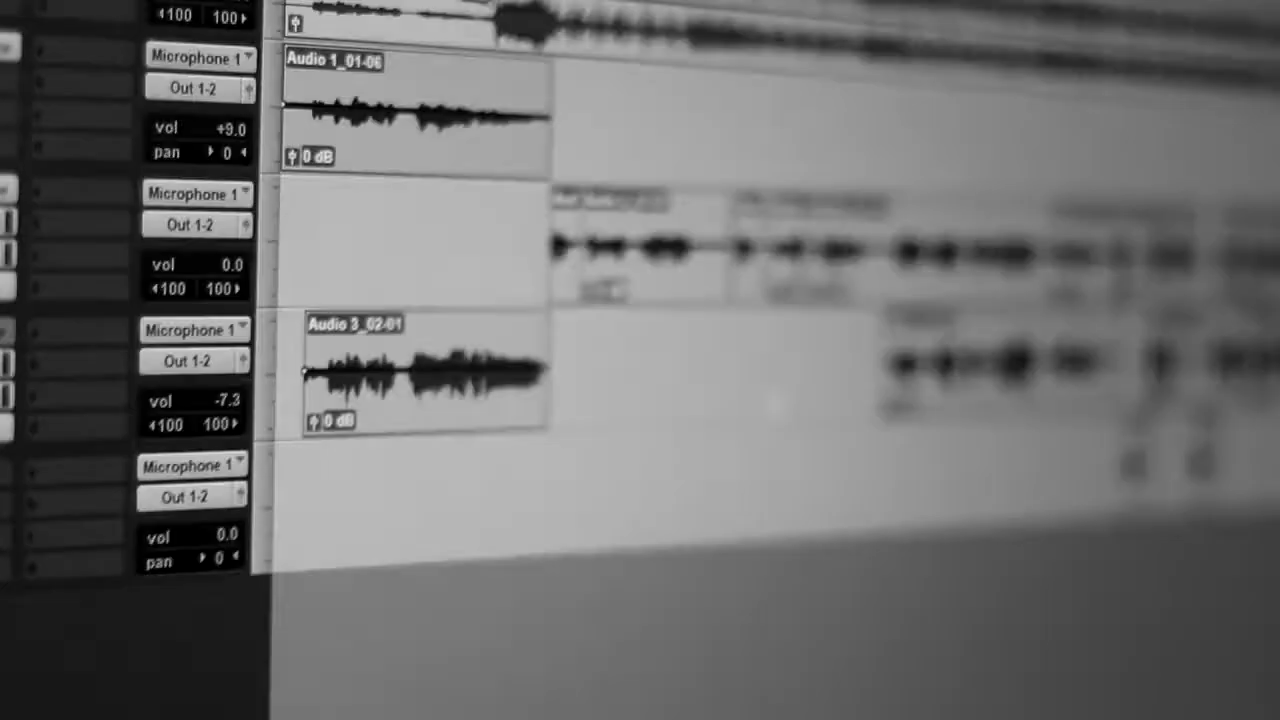 100 100
Microphone 1
Out 1-2
vol +9.0
pan 0
Audio 1_01-06
0 dB
Microphone 1
Out 1-2
vol 0.0
100 100
Microphone 1
Out 1-2
vol -7.3
100 100
Audio 3_02-01
0 dB
Microphone 1
Out 1-2
vol 0.0
pan 0